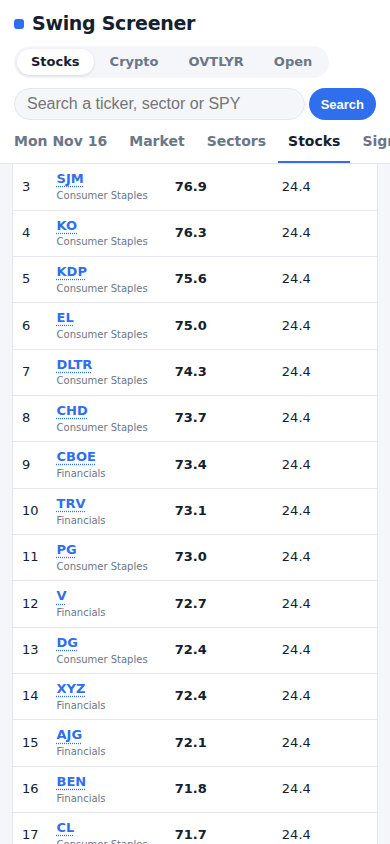 Swing Screener
Stocks Crypto OVTLYR Open
Search a ticker, sector or SPY Search
Mon Nov 16 Market Sectors Stocks
3 SJM 76.9 24.4
Consumer Staples
4 KO 76.3 24.4
Consumer Staples
5 KDP 75.6 24.4
Consumer Staples
6 EL 75.0 24.4
Consumer Staples
7 DLTR 74.3 24.4
Consumer Staples
8 CHD 73.7 24.4
Consumer Staples
9 CBOE 73.4 24.4
Financials
10 TRV 73.1 24.4
Financials
11 PG 73.0 24.4
Consumer Staples
12 V 72.7 24.4
Financials
13 DG 72.4 24.4
Consumer Staples
14 XYZ 72.4 24.4
Financials
15 AJG 72.1 24.4
Financials
16 BEN 71.8 24.4
Financials
17 CL 71.7 24.4
Consumer Staples